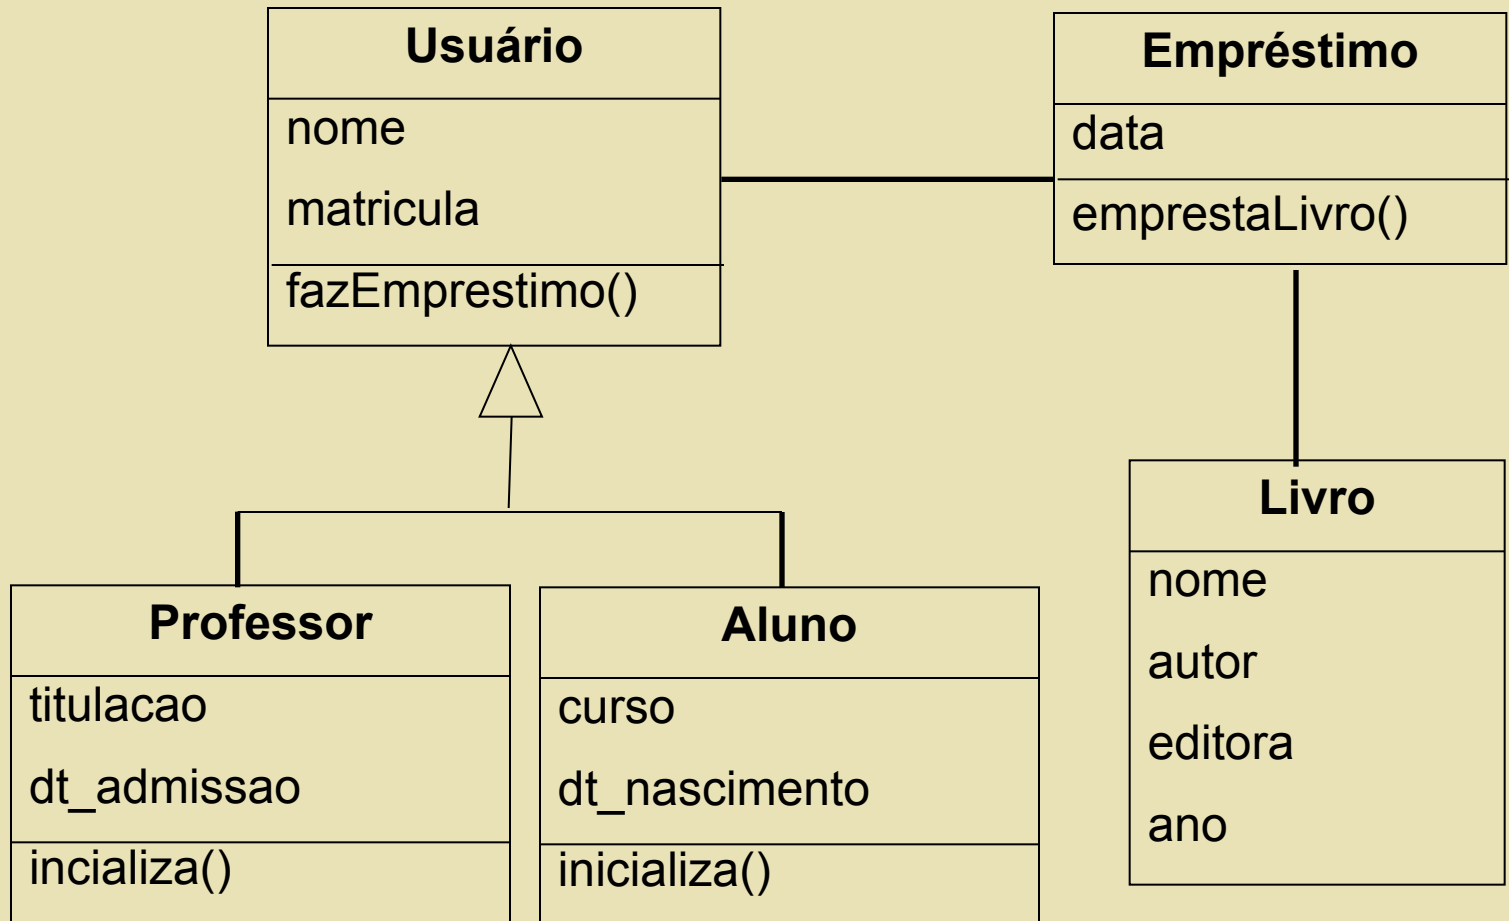 Usuário
nome
matricula
fazEmprestimo()
Empréstimo
data
emprestaLivro()
Professor
titulacao
dt_admissao
incializa()
Aluno
curso
dt_nascimento
inicializa()
Livro
nome
autor
editora
ano